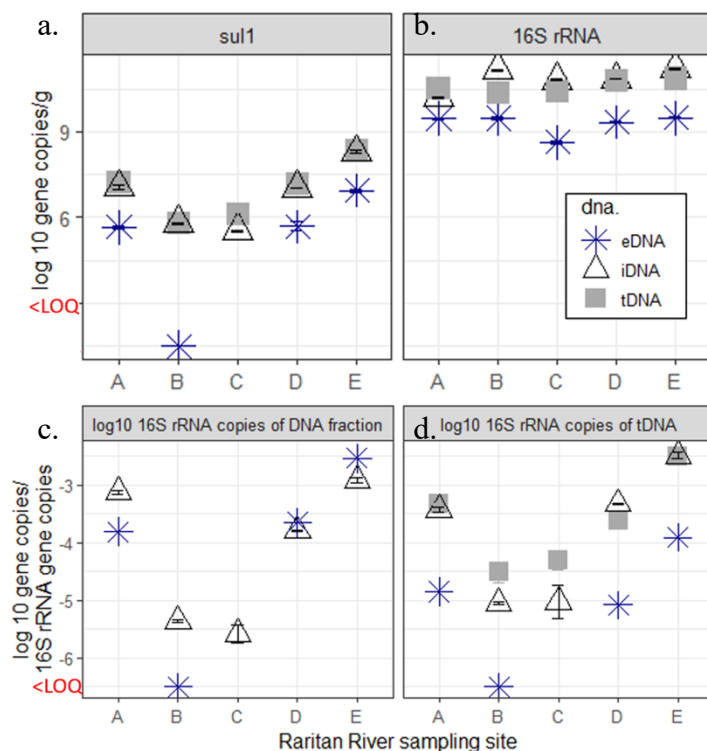 a.
sul1
b.
16S rRNA
log 10 gene copies/g
9
6
<LOQ
dna.
eDNA
iDNA
tDNA
A B C D E
A B C D E
c.
log10 16S rRNA copies of DNA fraction
d.
log10 16S rRNA copies of tDNA
log 10 gene copies/
16S rRNA gene copies
-3
-4
-5
-6
<LOQ
A B C D E
A B C D E
Raritan River sampling site